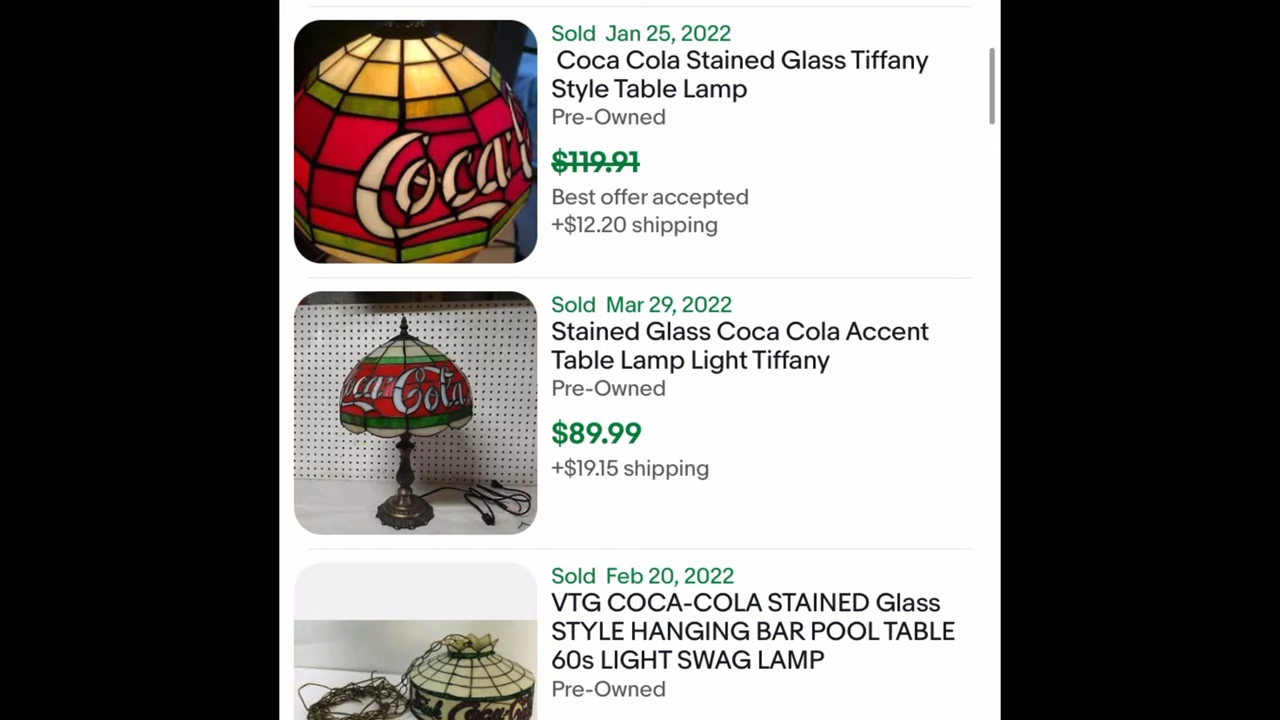 Sold Jan 25, 2022
Coca Cola Stained Glass Tiffany
Style Table Lamp
Pre-Owned
$119.91
Best offer accepted
+$12.20 shipping
Coca
Sold Mar 29, 2022
Stained Glass Coca Cola Accent
Table Lamp Light Tiffany
Pre-Owned
$89.99
+$19.15 shipping
Coca-Cola
Sold Feb 20, 2022
VTG COCA-COLA STAINED Glass
STYLE HANGING BAR POOL TABLE
60s LIGHT SWAG LAMP
Pre-Owned